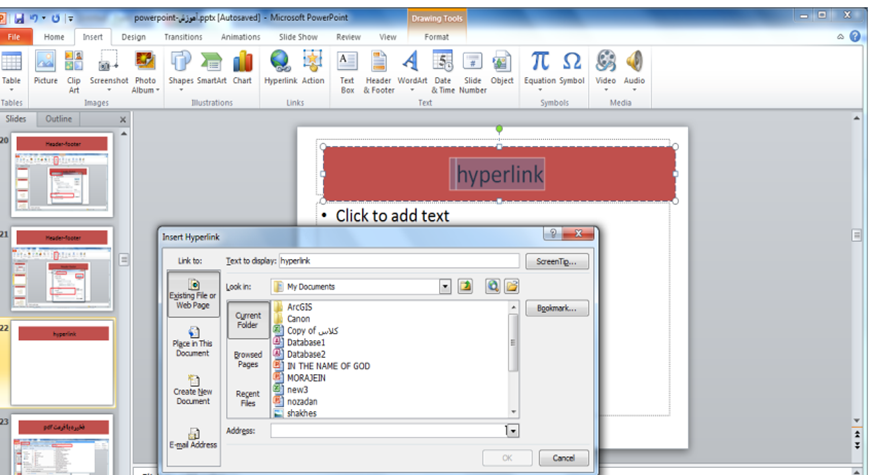 powerpoint-آموزش.pptx [Autosaved] - Microsoft PowerPoint
Drawing Tools
File Home Insert Design Transitions Animations Slide Show Review View Format
Table Picture Clip Art Screenshot Photo Album Shapes SmartArt Chart Hyperlink Action Text Box Header & Footer WordArt Date & Time Slide Number Object Equation Symbol Video Audio
Tables Images Illustrations Links Text Symbols Media
Slides Outline
20
Header-footer
21
Header-footer
22
hyperlink
23
hyperlink
• Click to add text
Insert Hyperlink
Link to:
Text to display: hyperlink
ScreenTip...
Existing File or Web Page
Look in: My Documents
Bookmark...
Current Folder
Browsed Pages
Recent Files
ArcGIS
Canon
Copy of کلاس
Database1
Database2
IN THE NAME OF GOD
MORAJEIN
new3
nozadan
shakhes
Place in This Document
Create New Document
E-mail Address
Address:
OK Cancel